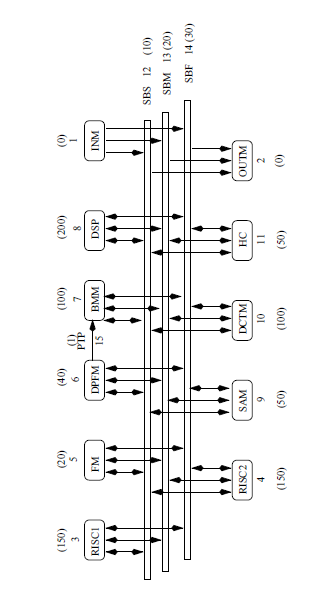 SBS 12 (10)
SBM 13 (20)
SBF 14 (30)
(0)
1
INM
(200)
8
DSP
(100)
7
BMM
(1)
PTP
15
(40)
6
DPFM
(20)
5
FM
(150)
3
RISC1
OUTM
2
(0)
HC
11
(50)
DCTM
10
(100)
SAM
9
(50)
RISC2
4
(150)